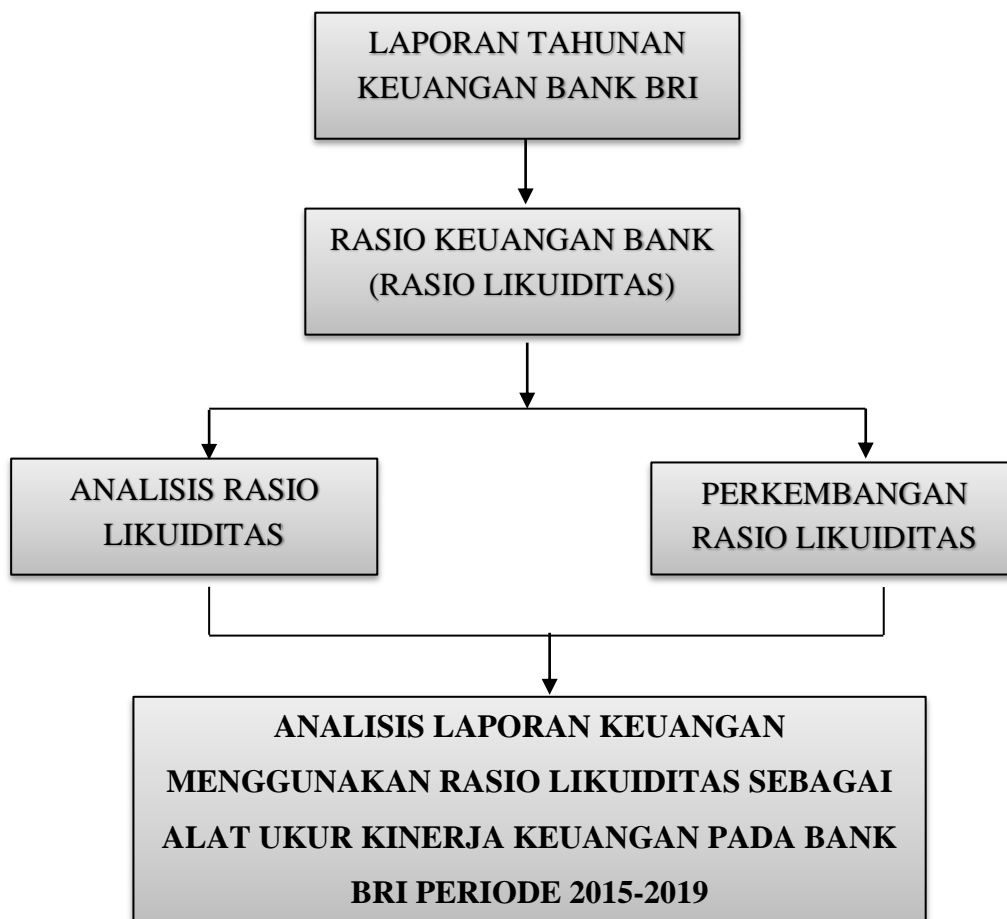 LAPORAN TAHUNAN
KEUANGAN BANK BRI
RASIO KEUANGAN BANK
(RASIO LIKUIDITAS)
ANALISIS RASIO
LIKUIDITAS
PERKEMBANGAN
RASIO LIKUIDITAS
ANALISIS LAPORAN KEUANGAN
MENGGUNAKAN RASIO LIKUIDITAS SEBAGAI
ALAT UKUR KINERJA KEUANGAN PADA BANK
BRI PERIODE 2015-2019